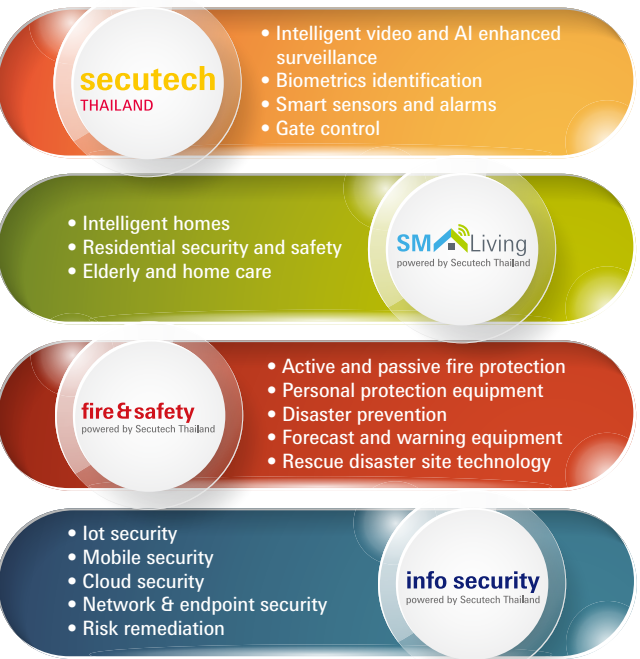 secutech
THAILAND
• Intelligent video and AI enhanced
surveillance
• Biometrics identification
• Smart sensors and alarms
• Gate control
• Intelligent homes
• Residential security and safety
• Elderly and home care
SM Living
powered by Secutech Thailand
fire & safety
powered by Secutech Thailand
• Active and passive fire protection
• Personal protection equipment
• Disaster prevention
• Forecast and warning equipment
• Rescue disaster site technology
• Iot security
• Mobile security
• Cloud security
• Network & endpoint security
• Risk remediation
info security
powered by Secutech Thailand